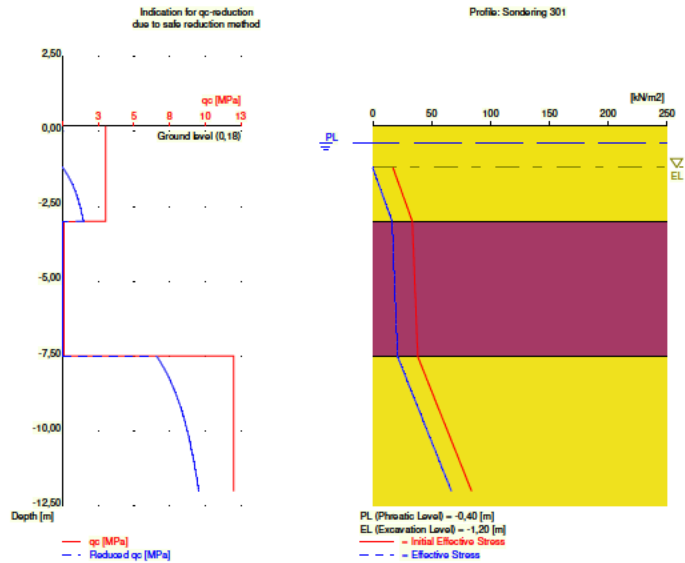 Indication for qc-reduction
due to safe reduction method
Profile: Sondering 301
2,50
qc [MPa]
3 5 8 10 13
0,00
Ground level (0,18)
-2,50
-5,00
-7,50
-10,00
-12,50
Depth [m]
qc [MPa]
Reduced qc [MPa]
[kN/m2]
0 50 100 150 200 250
PL
EL
PL (Phreatic Level) = -0,40 [m]
EL (Excavation Level) = -1,20 [m]
= Initial Effective Stress
= Effective Stress